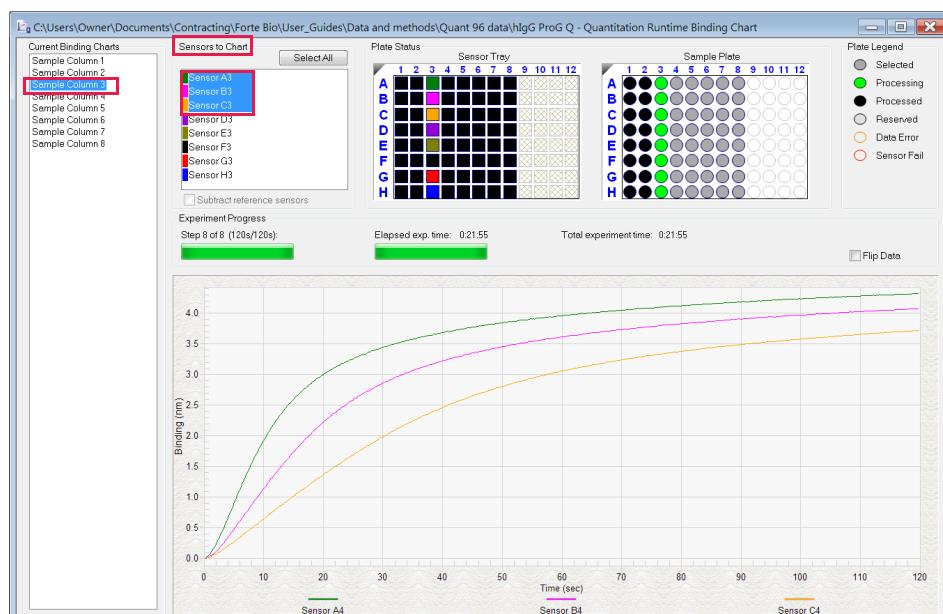 C:\Users\Owner\Documents\Contracting\Forte Bio\User_Guides\Data and methods\Quant 96 data\hIgG ProG Q - Quantitation Runtime Binding Chart
Current Binding Charts
Sample Column 1
Sample Column 2
Sample Column 3
Sample Column 4
Sample Column 5
Sample Column 6
Sample Column 7
Sample Column 8
Sensors to Chart
Select All
Sensor A3
Sensor B3
Sensor C3
Sensor D3
Sensor E3
Sensor F3
Sensor G3
Sensor H3
Subtract reference sensors
Plate Status
Sensor Tray
1 2 3 4 5 6 7 8 9 10 11 12
A
B
C
D
E
F
G
H
Sample Plate
1 2 3 4 5 6 7 8 9 10 11 12
A
B
C
D
E
F
G
H
Plate Legend
Selected
Processing
Processed
Reserved
Data Error
Sensor Fail
Experiment Progress
Step 8 of 8 (120s/120s):
Elapsed exp. time: 0:21:55
Total experiment time: 0:21:55
Flip Data
Binding (nm)
4.0
3.5
3.0
2.5
2.0
1.5
1.0
0.5
0.0
0 10 20 30 40 50 60 70 80 90 100 110 120
Time (sec)
Sensor A4 Sensor B4 Sensor C4